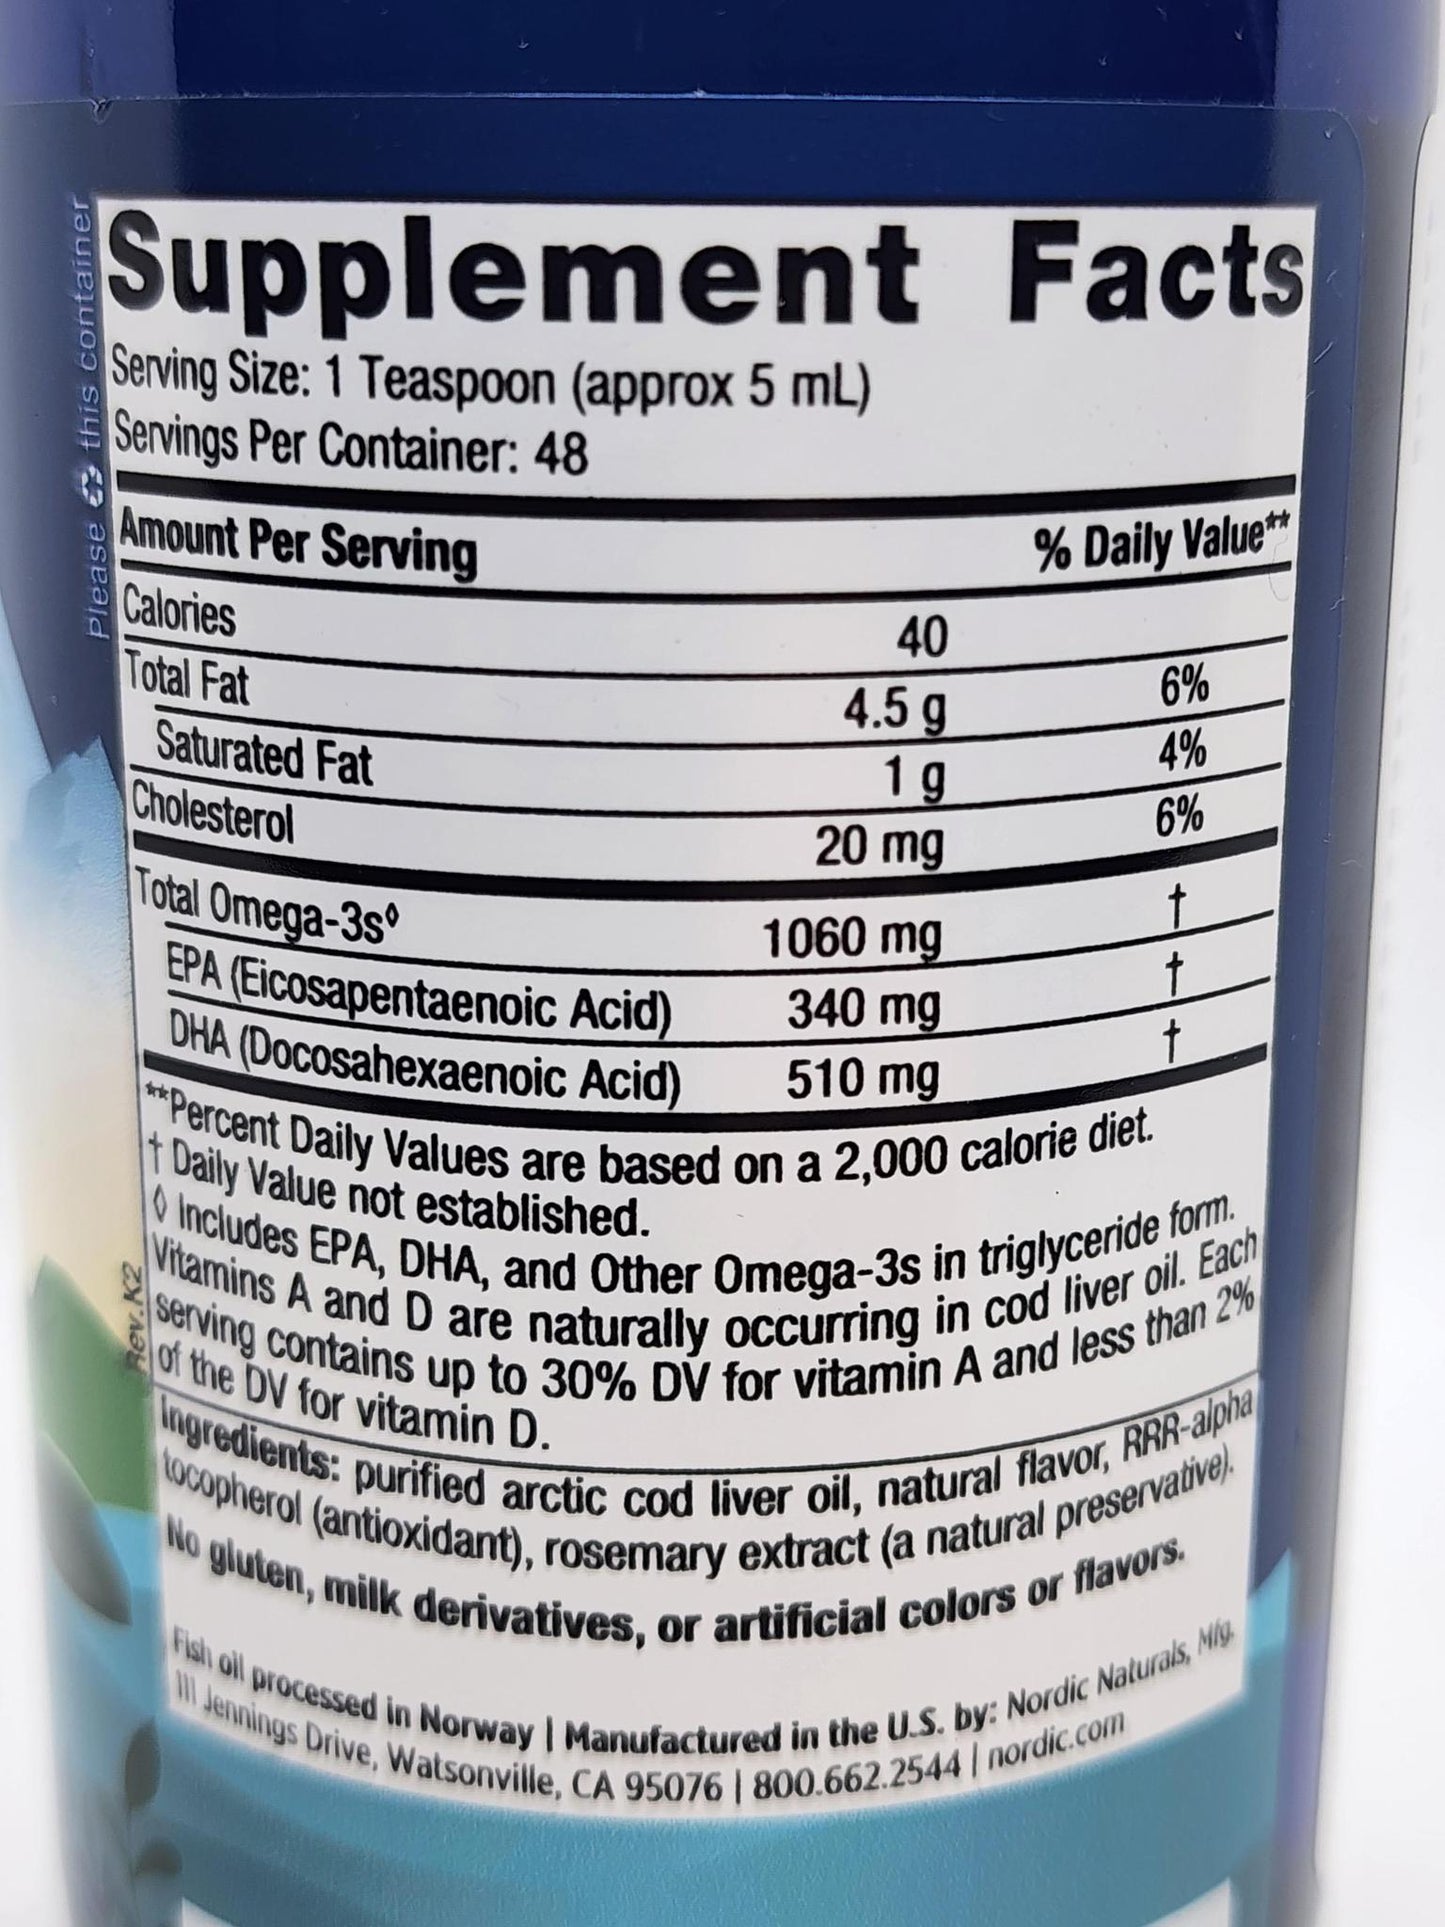 Supplement Facts
Serving Size: 1 Teaspoon (approx 5 mL)
Servings Per Container: 48
Amount Per Serving % Daily Value**
Calories 40
Total Fat 4.5 g 6%
Saturated Fat 1 g 4%
Cholesterol 20 mg 6%
Total Omega-3s◊ 1060 mg †
EPA (Eicosapentaenoic Acid) 340 mg †
DHA (Docosahexaenoic Acid) 510 mg †
**Percent Daily Values are based on a 2,000 calorie diet.
† Daily Value not established.
◊ Includes EPA, DHA, and Other Omega-3s in triglyceride form.
Vitamins A and D are naturally occurring in cod liver oil. Each
serving contains up to 30% DV for vitamin A and less than 2%
of the DV for vitamin D.
Ingredients: purified arctic cod liver oil, natural flavor, RRR-alpha
tocopherol (antioxidant), rosemary extract (a natural preservative).
No gluten, milk derivatives, or artificial colors or flavors.
Fish oil processed in Norway | Manufactured in the U.S. by: Nordic Naturals, Mfg.
111 Jennings Drive, Watsonville, CA 95076 | 800.662.2544 | nordic.com
Please ♻ this container
Rev.K2